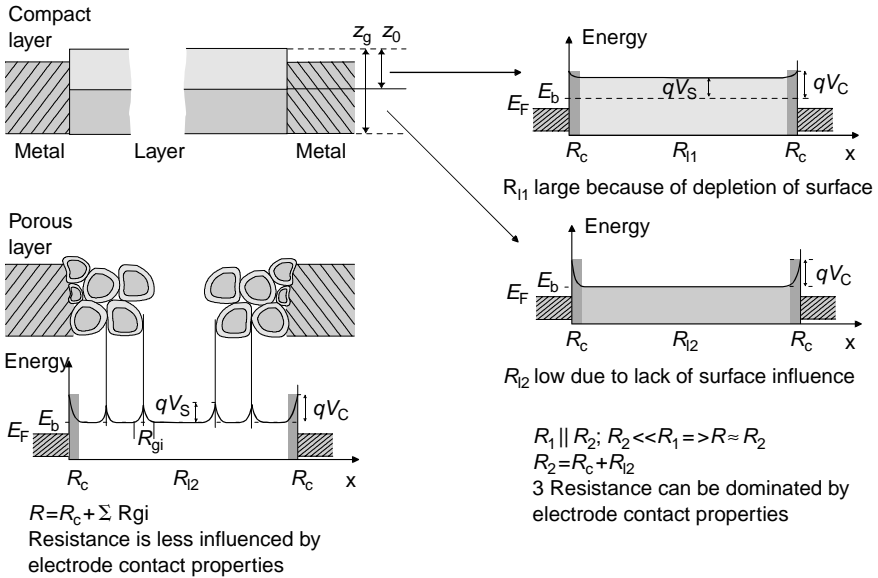 Compact
layer
z_g z_0
Metal Layer Metal
Energy
qV_S qV_C
E_F E_b
R_c R_l1 R_c x
R_l1 large because of depletion of surface
Energy
qV_C
E_F E_b
R_c R_l2 R_c x
R_l2 low due to lack of surface influence
R_1||R_2; R_2<<R_1=>R≈R_2
R_2=R_c+R_l2
3 Resistance can be dominated by
electrode contact properties
Porous
layer
Energy
qV_S qV_C
E_F E_b
R_gi
R_c R_l2 R_c x
R=R_c+Σ Rgi
Resistance is less influenced by
electrode contact properties